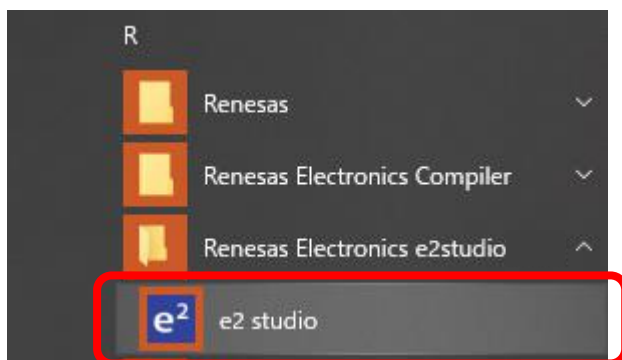 R
Renesas
Renesas Electronics Compiler
Renesas Electronics e2studio
e² e2 studio